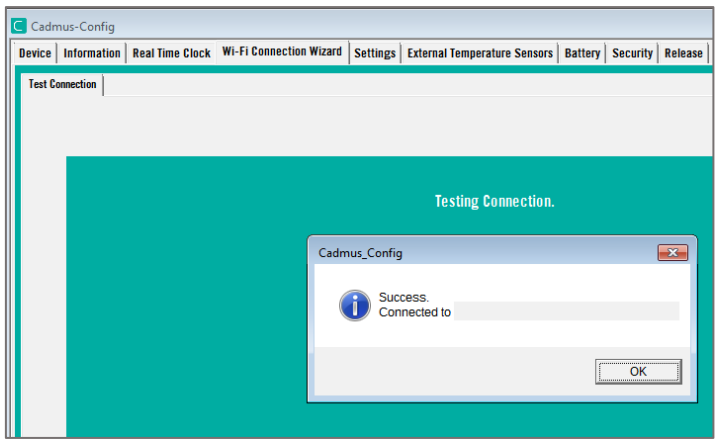 Cadmus-Config
Device Information Real Time Clock Wi-Fi Connection Wizard Settings External Temperature Sensors Battery Security Release
Test Connection
Testing Connection.
Cadmus_Config
Success.
Connected to
OK